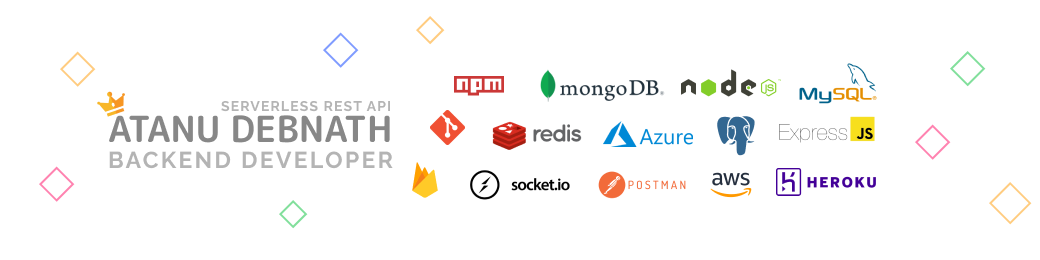 SERVERLESS REST API
ATANU DEBNATH
BACKEND DEVELOPER
npm
mongoDB.
node
JS
MySQL
redis
Azure
Express
JS
socket.io
POSTMAN
aws
HEROKU